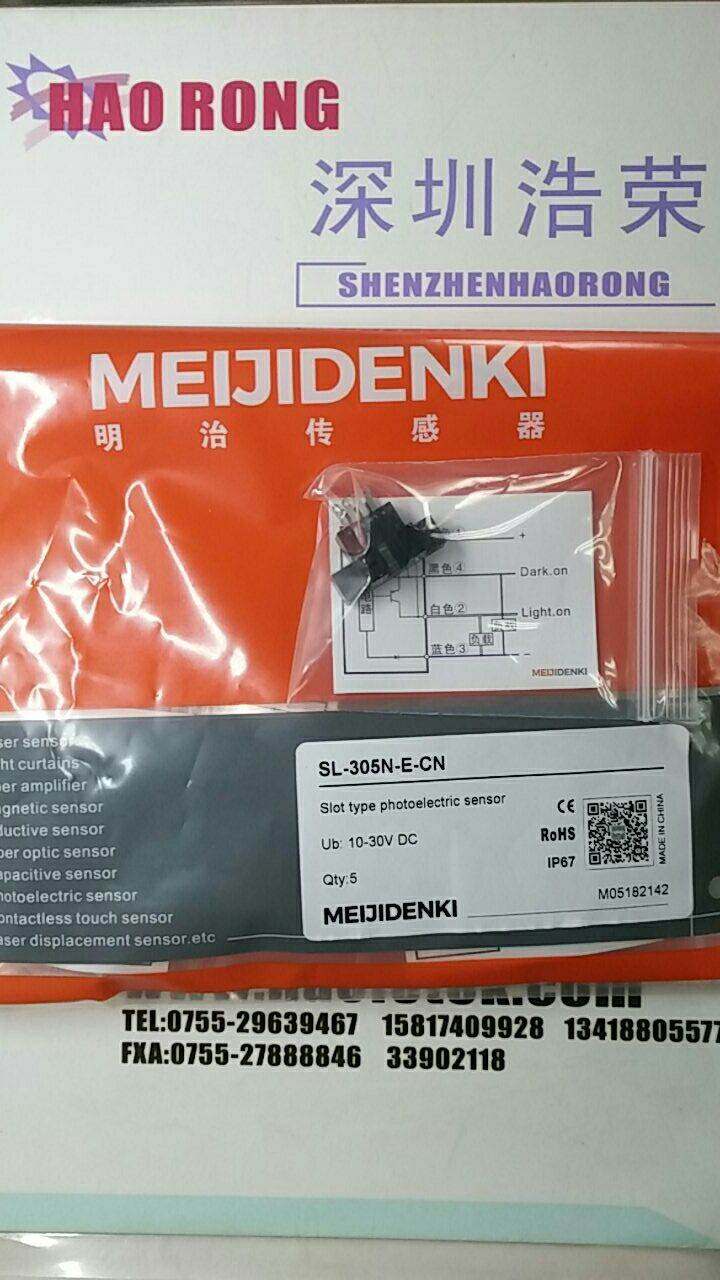 HAO RONG
深圳浩荣
SHENZHENHAORONG
MEIJIDENKI
明治传感器
+
黑色 4
Dark.on
白色 2
Light.on
负载
蓝色 3
-
MEIJIDENKI
SL-305N-E-CN
Slot type photoelectric sensor
Ub: 10-30V DC
Qty:5
MEIJIDENKI
CE
RoHS
IP67
MADE IN CHINA
M05182142
ser sensor
ht curtains
er amplifier
gnetic sensor
ductive sensor
ber optic sensor
apacitive sensor
hotoelectric sensor
ontactless touch sensor
aser displacement sensor.etc
TEL:0755-29639467 15817409928 13418805577
FXA:0755-27888846 33902118